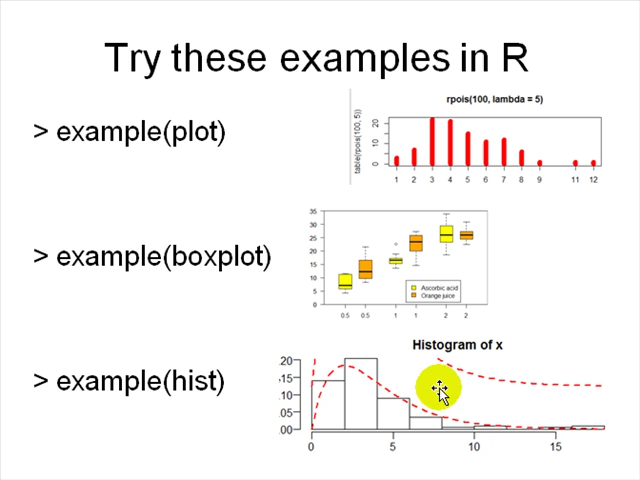 Try these examples in R
> example(plot)
rpois(100, lambda = 5)
table(rpois(100, 5))
20
10
0
1 2 3 4 5 6 7 8 9 11 12
> example(boxplot)
35
30
25
20
15
10
5
0
Ascorbic acid
Orange juice
0.5 0.5 1 1 2 2
> example(hist)
Histogram of x
.20
.15
.05
.00
0 5 10 15